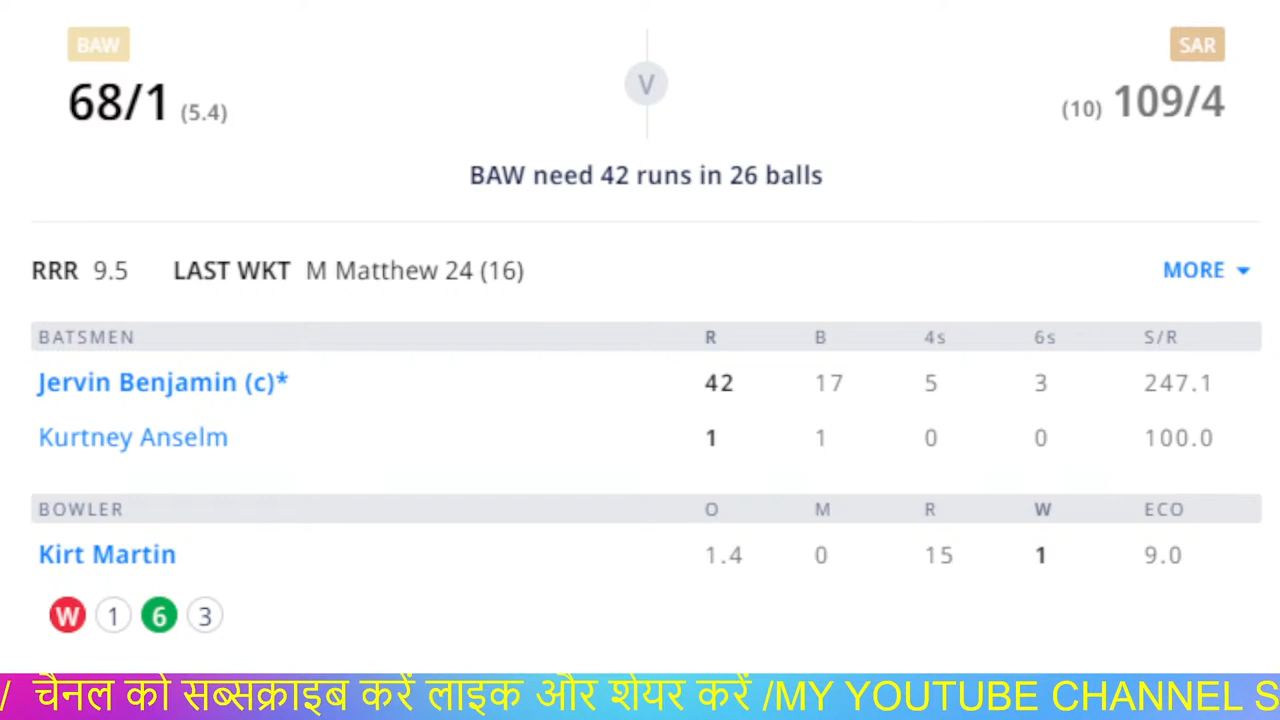 BAW
SAR
68/1 (5.4)
V
(10) 109/4
BAW need 42 runs in 26 balls
RRR 9.5 LAST WKT M Matthew 24 (16)
MORE
BATSMEN R B 4s 6s S/R
Jervin Benjamin (c)* 42 17 5 3 247.1
Kurtney Anselm 1 1 0 0 100.0
BOWLER O M R W ECO
Kirt Martin 1.4 0 15 1 9.0
W 1 6 3
/ चैनल को सब्सक्राइब करें लाइक और शेयर करें /MY YOUTUBE CHANNEL S